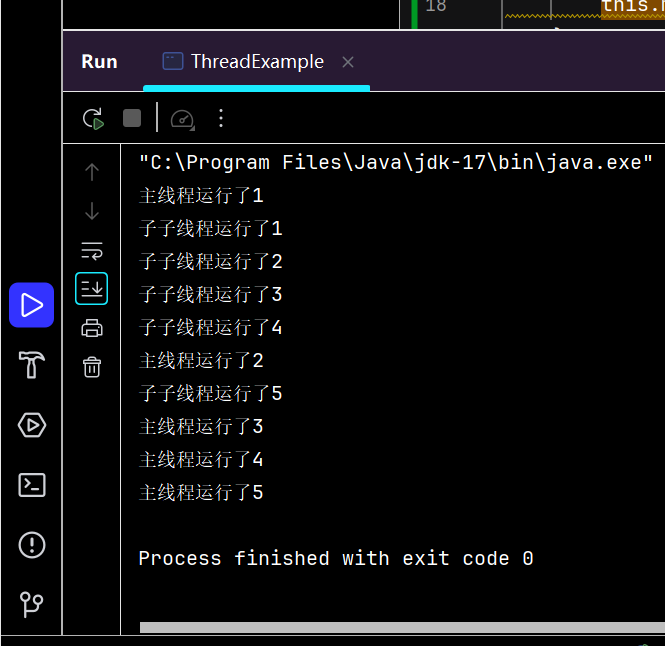 18
this.
Run
ThreadExample
"C:\Program Files\Java\jdk-17\bin\java.exe"
主线程运行了1
子子线程运行了1
子子线程运行了2
子子线程运行了3
子子线程运行了4
主线程运行了2
子子线程运行了5
主线程运行了3
主线程运行了4
主线程运行了5
Process finished with exit code 0